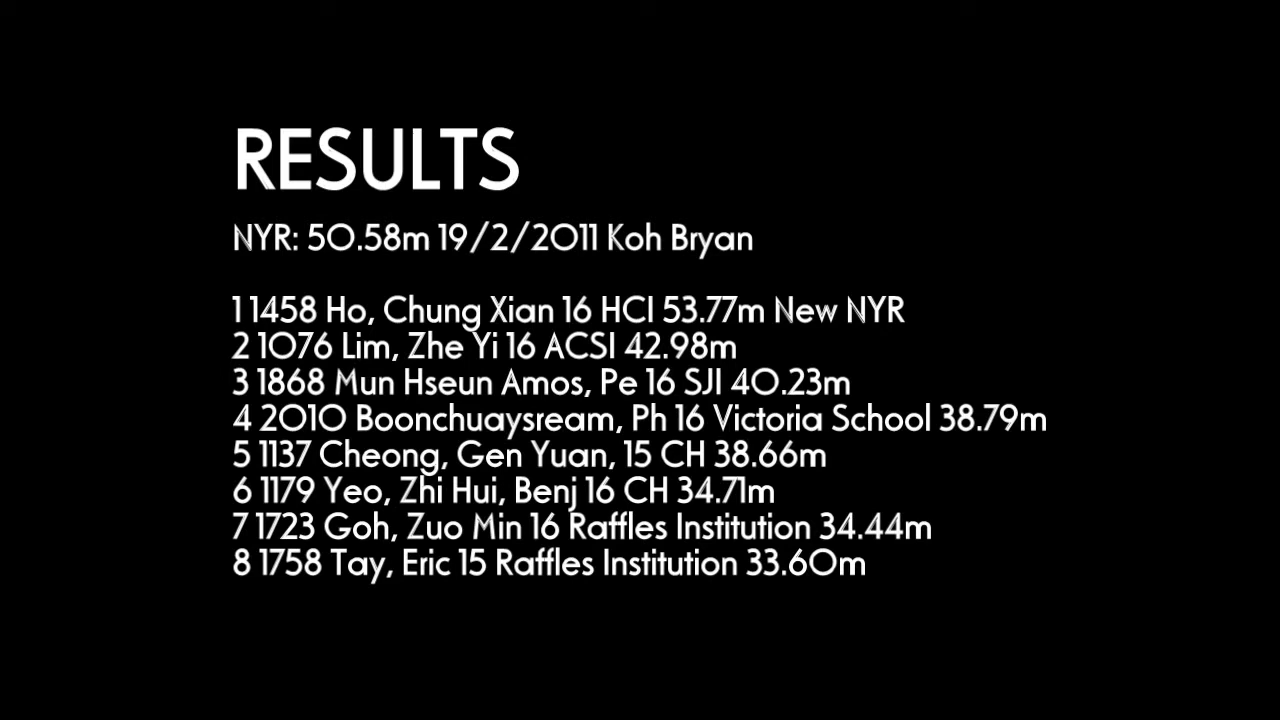 RESULTS
NYR: 50.58m 19/2/2011 Koh Bryan
1 1458 Ho, Chung Xian 16 HCI 53.77m New NYR
2 1076 Lim, Zhe Yi 16 ACSI 42.98m
3 1868 Mun Hseun Amos, Pe 16 SJI 40.23m
4 2010 Boonchuaysream, Ph 16 Victoria School 38.79m
5 1137 Cheong, Gen Yuan, 15 CH 38.66m
6 1179 Yeo, Zhi Hui, Benj 16 CH 34.71m
7 1723 Goh, Zuo Min 16 Raffles Institution 34.44m
8 1758 Tay, Eric 15 Raffles Institution 33.60m